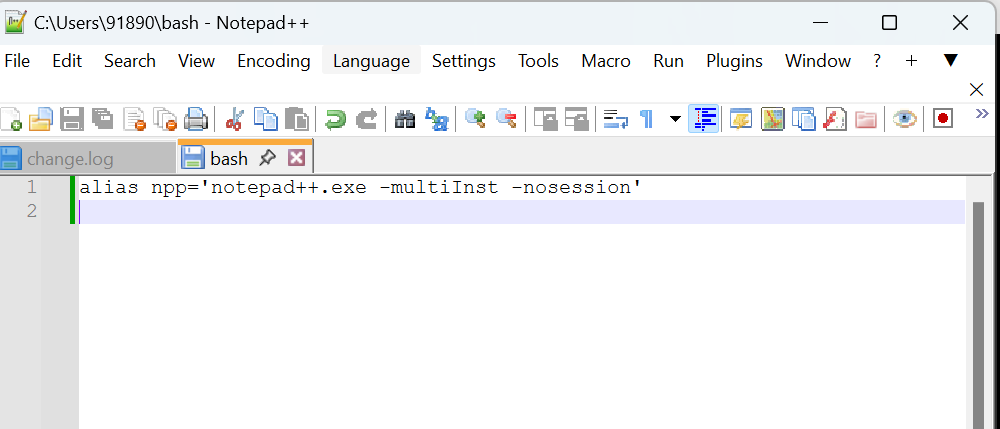 C:\Users\91890\bash - Notepad++
File Edit Search View Encoding Language Settings Tools Macro Run Plugins Window ? + ▼
change.log bash
1 alias npp='notepad++.exe -multiInst -nosession'
2